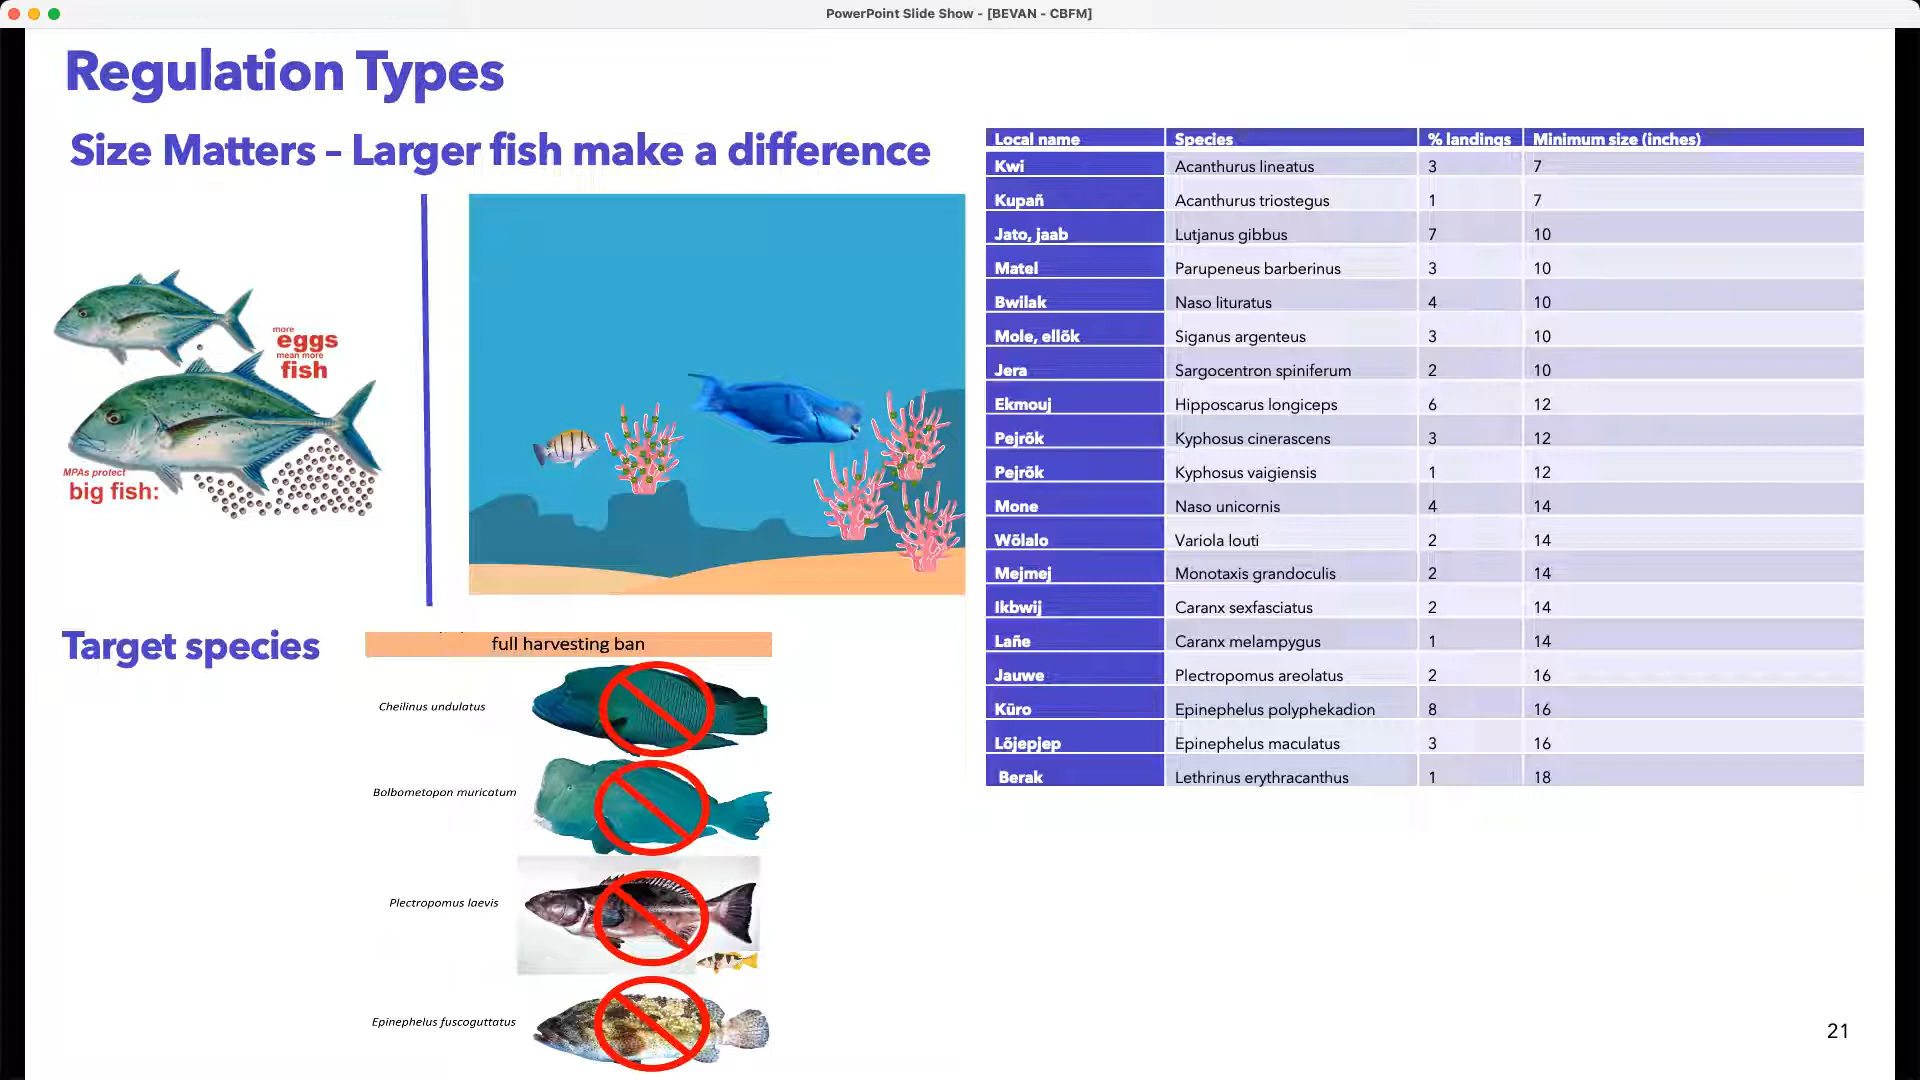 PowerPoint Slide Show - [BEVAN - CBFM]
Regulation Types
Size Matters – Larger fish make a difference
more
eggs
mean more
fish
MPAs protect
big fish:
Target species
full harvesting ban
Cheilinus undulatus
Bolbometopon muricatum
Plectropomus laevis
Epinephelus fuscoguttatus
Local name Species % landings Minimum size (inches)
Kwi Acanthurus lineatus 3 7
Kupañ Acanthurus triostegus 1 7
Jato, jaab Lutjanus gibbus 7 10
Matel Parupeneus barberinus 3 10
Bwilak Naso lituratus 4 10
Mole, ellõk Siganus argenteus 3 10
Jera Sargocentron spiniferum 2 10
Ekmouj Hipposcarus longiceps 6 12
Pejrõk Kyphosus cinerascens 3 12
Pejrõk Kyphosus vaigiensis 1 12
Mone Naso unicornis 4 14
Wõlalo Variola louti 2 14
Mejmej Monotaxis grandoculis 2 14
Ikbwij Caranx sexfasciatus 2 14
Lañe Caranx melampygus 1 14
Jauwe Plectropomus areolatus 2 16
Kūro Epinephelus polyphekadion 8 16
Lõjepjep Epinephelus maculatus 3 16
Berak Lethrinus erythracanthus 1 18
21